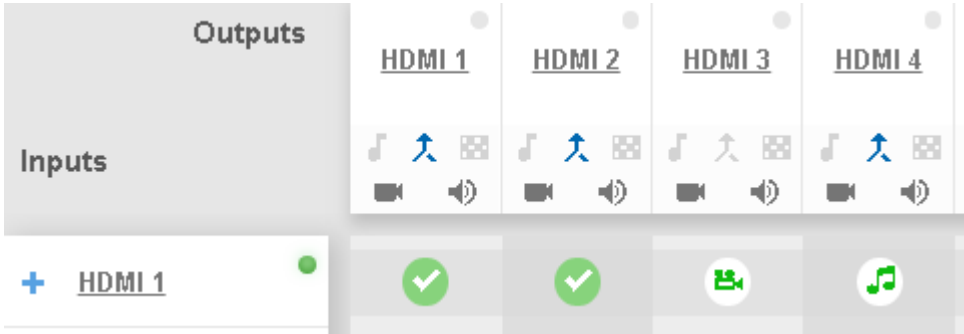 Outputs
HDMI 1 HDMI 2 HDMI 3 HDMI 4
Inputs
HDMI 1